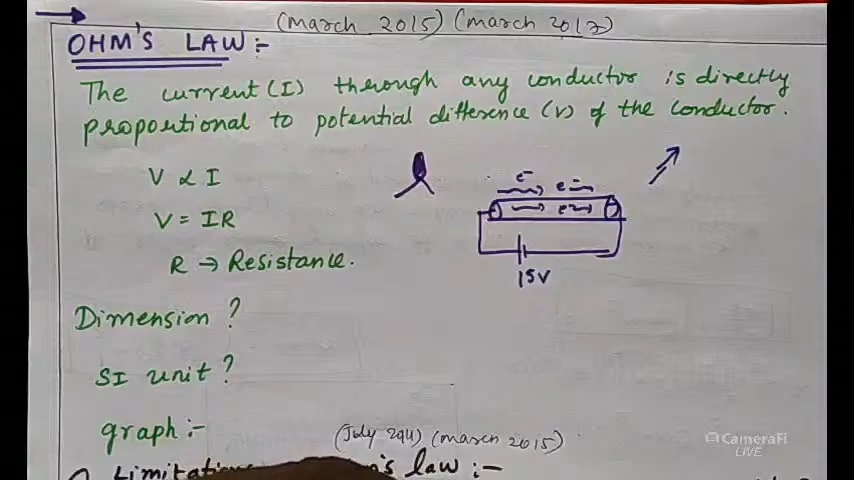 (March 2015) (March 2017)
OHM'S LAW :-
The current (I) through any conductor is directly
proportional to potential difference (V) of the conductor.
V ∝ I
V = IR
R → Resistance.
e⁻ e⁻
e⁻
15V
Dimension ?
SI unit ?
graph :-
(July 2014) (March 2015)
law :-
CameraFi
LIVE